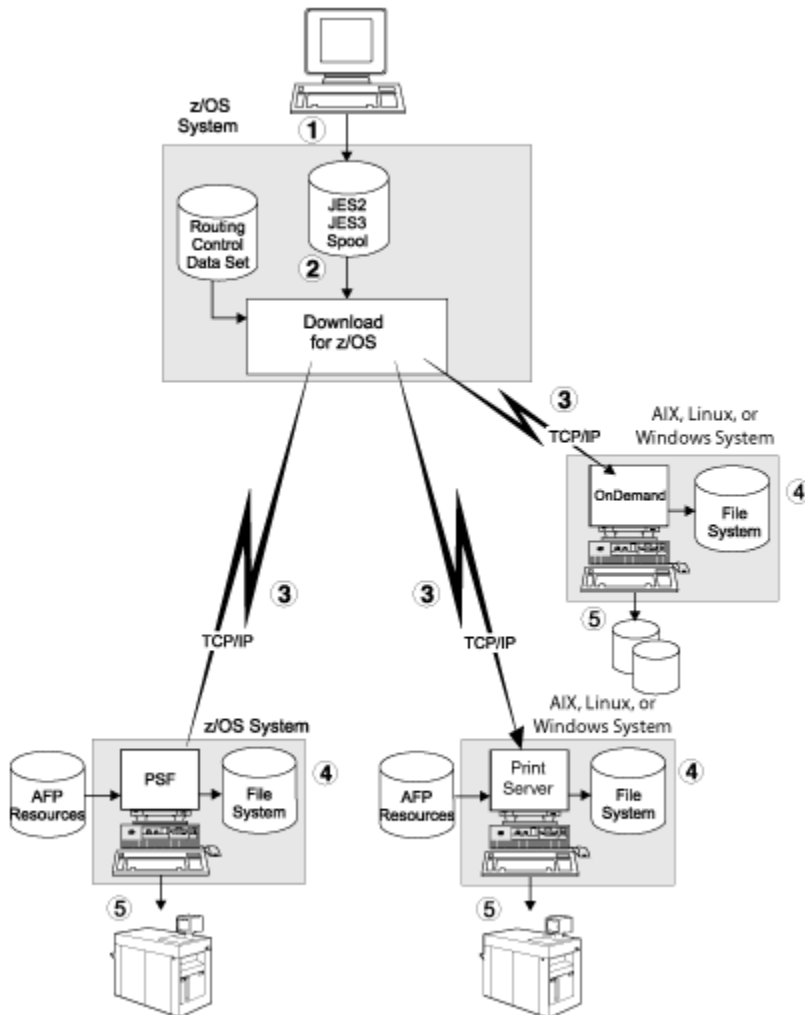 z/OS
System
1
JES2
JES3
Spool
Routing
Control
Data Set
2
Download
for z/OS
3
TCP/IP
AIX, Linux, or
Windows System
OnDemand
File
System
4
5
3
TCP/IP
3
TCP/IP
z/OS System
AFP
Resources
PSF
File
System
4
5
AIX, Linux, or
Windows System
AFP
Resources
Print
Server
File
System
4
5